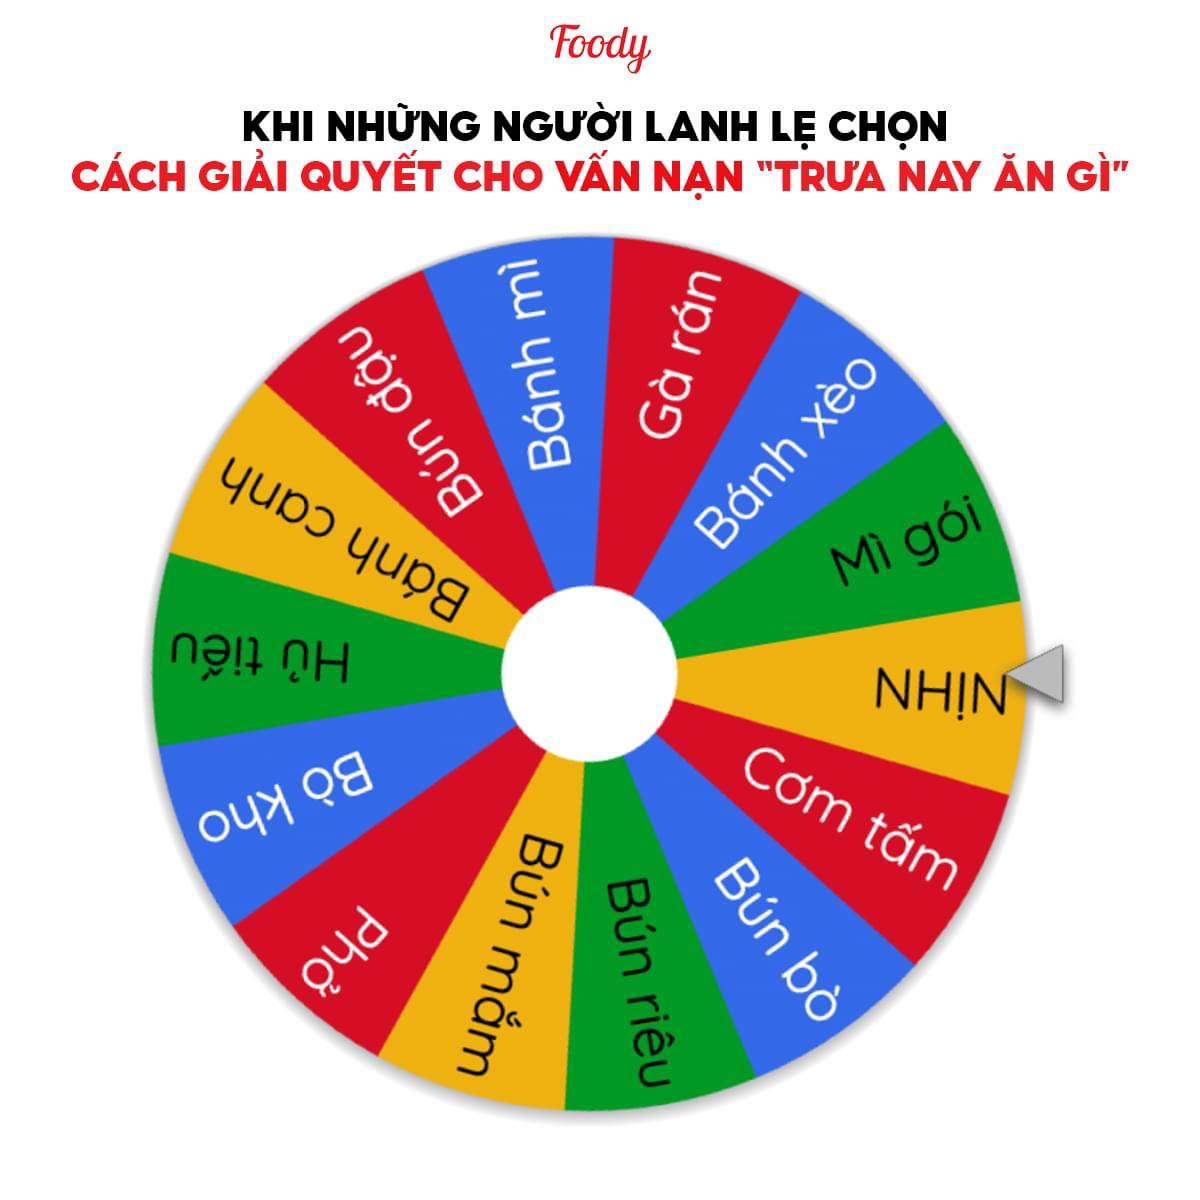 Foody
KHI NHỮNG NGƯỜI LANH LẸ CHỌN
CÁCH GIẢI QUYẾT CHO VẤN NẠN "TRƯA NAY ĂN GÌ"
Bánh mì
Gà rán
Bánh xèo
Mì gói
NHỊN
Cơm tấm
Bún bò
Bún riêu
Bún mắm
Phở
Bò kho
Hủ tiếu
Bánh canh
Bún đậu